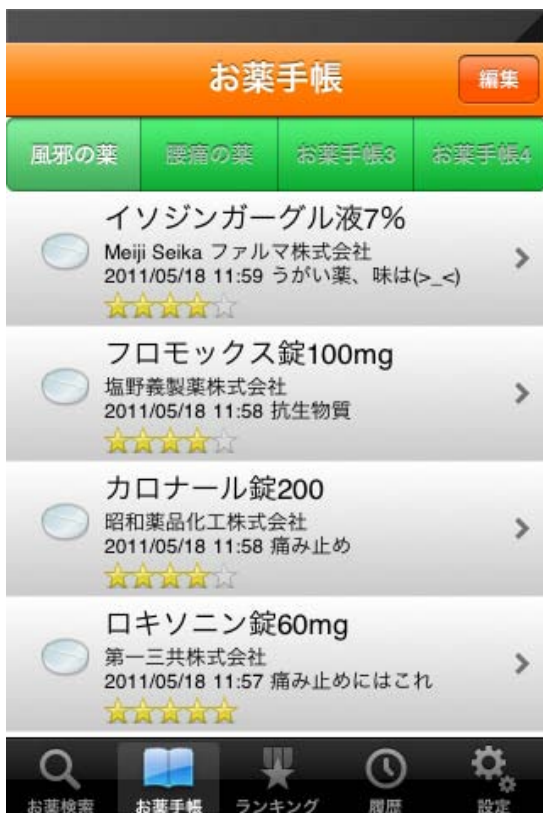 お薬手帳
編集
風邪の薬
腰痛の薬
お薬手帳3
お薬手帳4
イソジンガーグル液7%
Meiji Seika ファルマ株式会社
2011/05/18 11:59 うがい薬、味は(>_<)
フロモックス錠100mg
塩野義製薬株式会社
2011/05/18 11:58 抗生物質
カロナール錠200
昭和薬品化工株式会社
2011/05/18 11:58 痛み止め
ロキソニン錠60mg
第一三共株式会社
2011/05/18 11:57 痛み止めにはこれ
お薬検索
お薬手帳
ランキング
履歴
設定